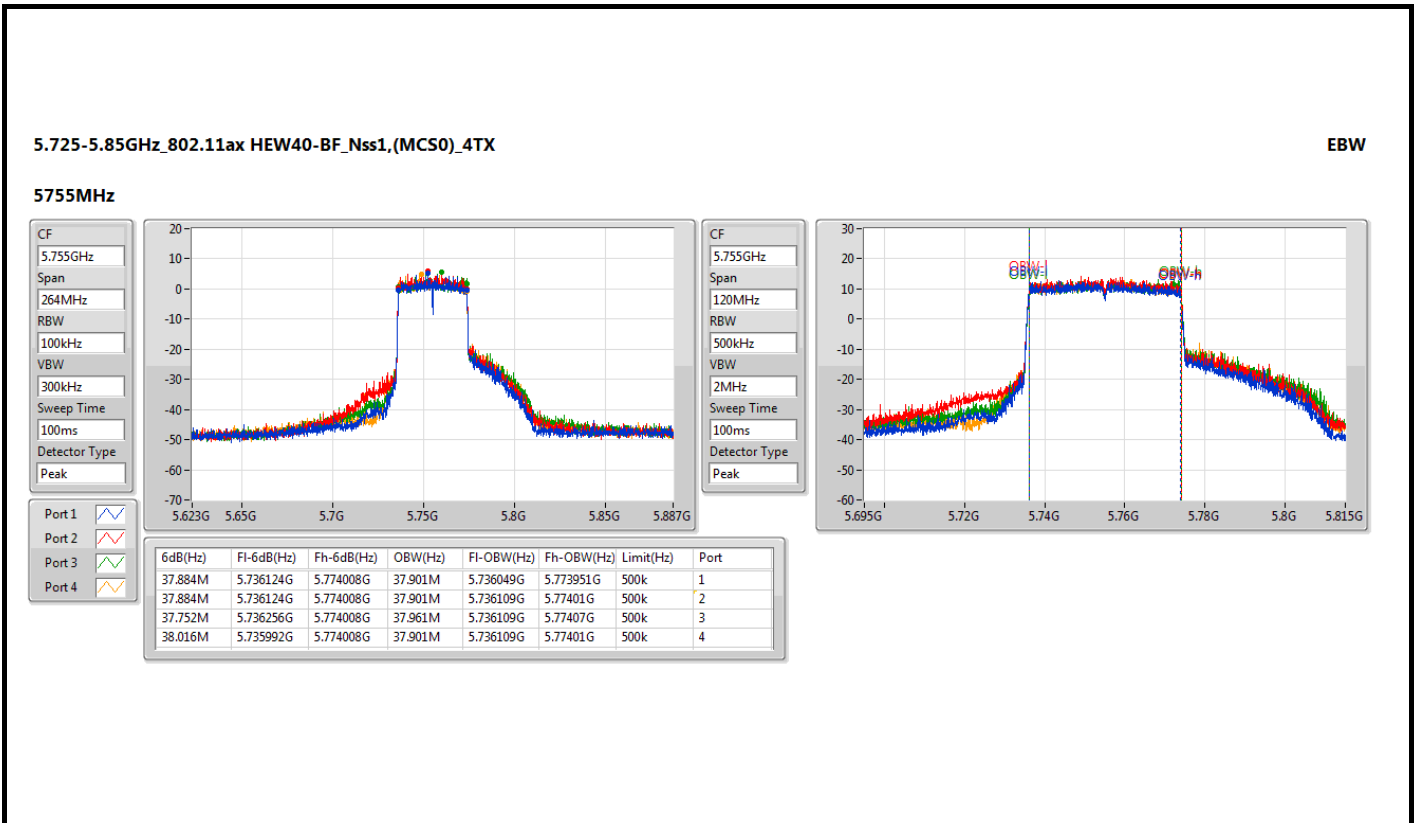 5.725-5.85GHz_802.11ax HEW40-BF_Nss1,(MCS0)_4TX EBW
5755MHz
CF
5.755GHz
Span
264MHz
RBW
100kHz
VBW
300kHz
Sweep Time
100ms
Detector Type
Peak
Port 1
Port 2
Port 3
Port 4
20
10
0
-10
-20
-30
-40
-50
-60
-70
5.623G 5.65G 5.7G 5.75G 5.8G 5.85G 5.887G
CF
5.755GHz
Span
120MHz
RBW
500kHz
VBW
2MHz
Sweep Time
100ms
Detector Type
Peak
30
20
10
0
-10
-20
-30
-40
-50
-60
OBW-l OBW-h
5.695G 5.72G 5.74G 5.76G 5.78G 5.8G 5.815G
6dB(Hz) Fl-6dB(Hz) Fh-6dB(Hz) OBW(Hz) Fl-OBW(Hz) Fh-OBW(Hz) Limit(Hz) Port
37.884M 5.736124G 5.774008G 37.901M 5.736049G 5.773951G 500k 1
37.884M 5.736124G 5.774008G 37.901M 5.736109G 5.77401G 500k 2
37.752M 5.736256G 5.774008G 37.961M 5.736109G 5.77407G 500k 3
38.016M 5.735992G 5.774008G 37.901M 5.736109G 5.77401G 500k 4